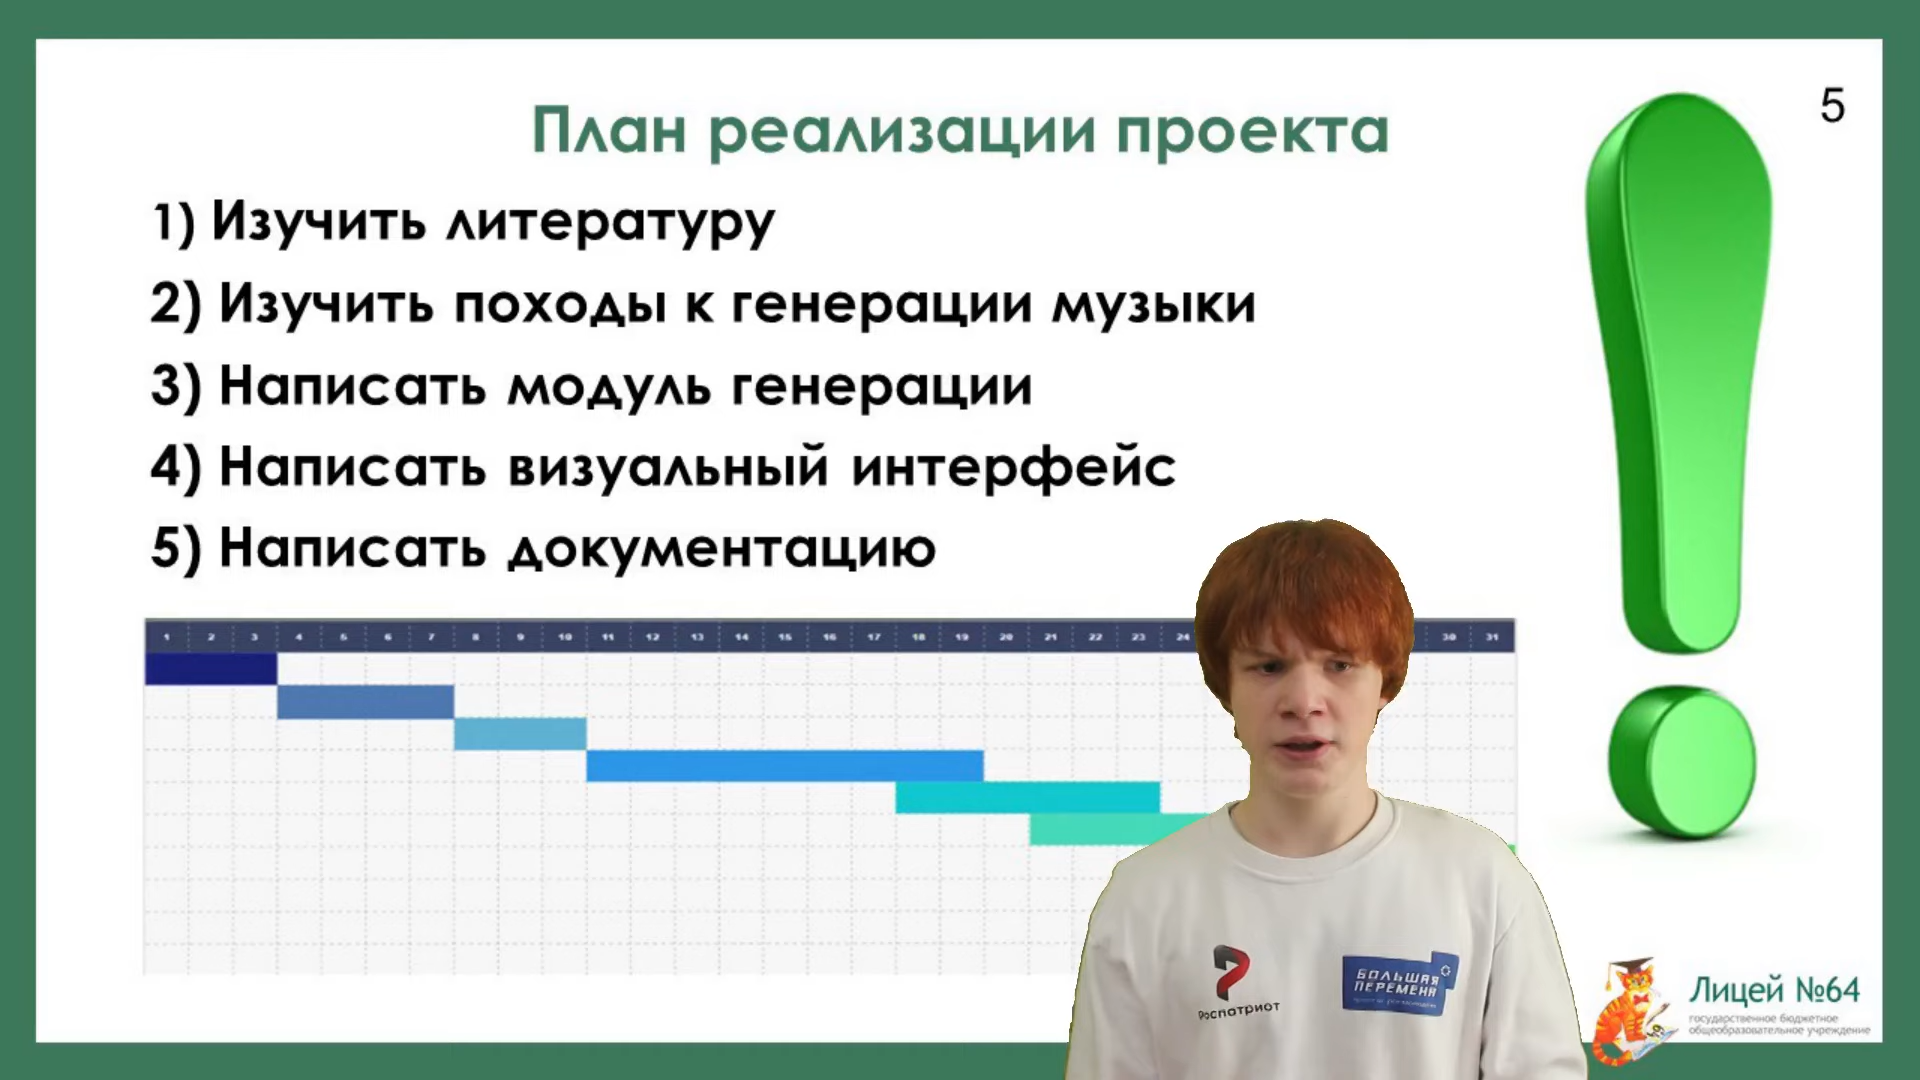 План реализации проекта
5
1) Изучить литературу
2) Изучить походы к генерации музыки
3) Написать модуль генерации
4) Написать визуальный интерфейс
5) Написать документацию
1 2 3 4 5 6 7 8 9 10 11 12 13 14 15 16 17 18 19 20 21 22 23 24 30 31
Роспатриот
БОЛЬШАЯ
ПЕРЕМЕНА
Лицей №64
государственное бюджетное
общеобразовательное учреждение